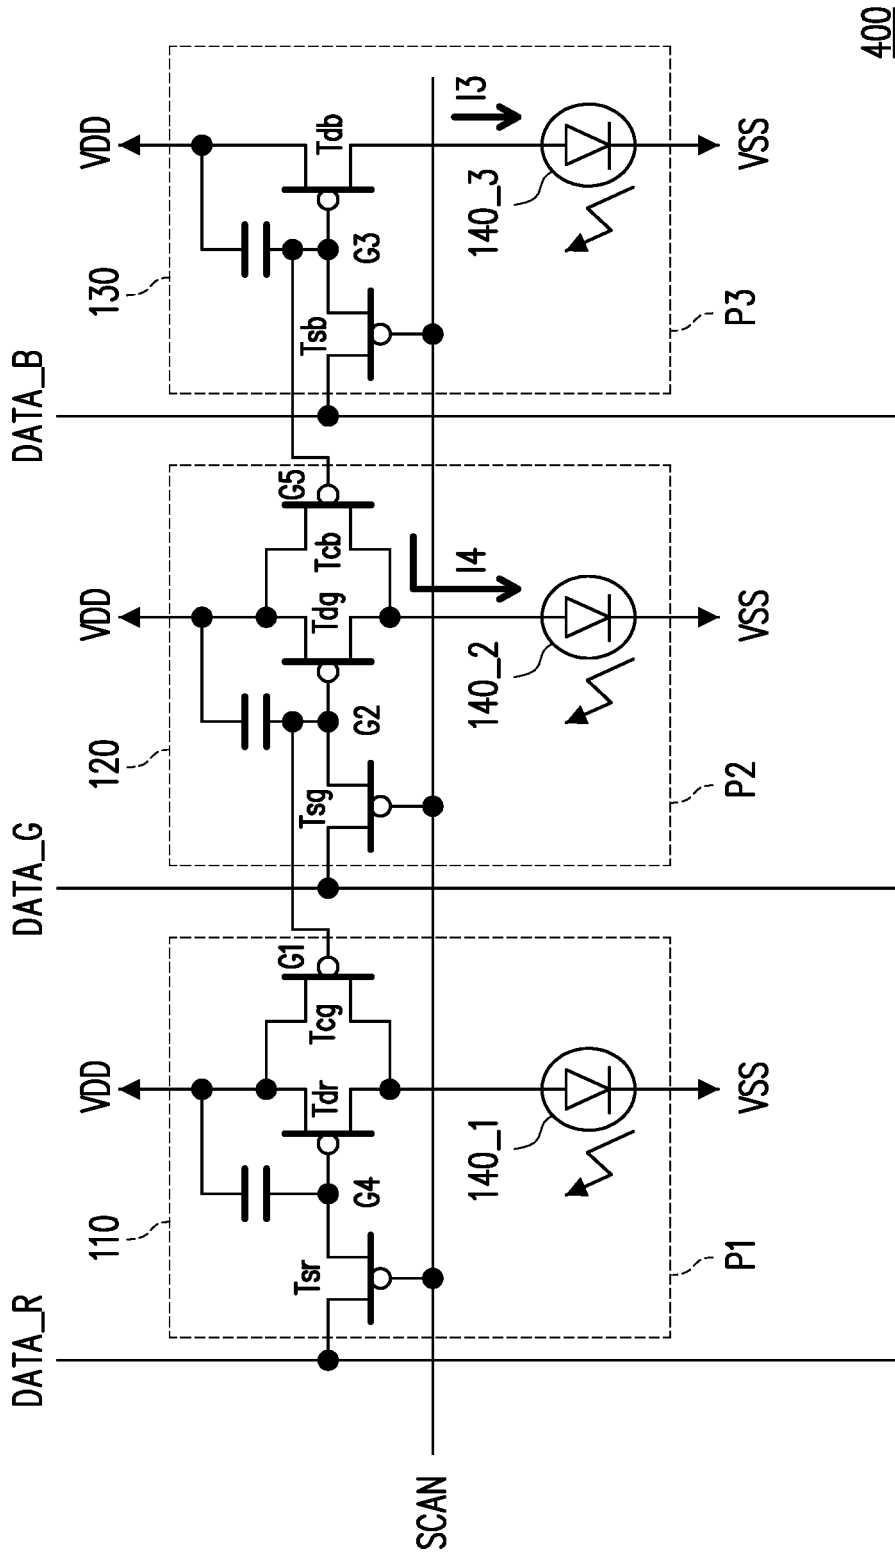 DATA_R
DATA_G
DATA_B
110
120
130
VDD
VDD
VDD
Tsr
G4
Tdr
Tcg
G1
Tsg
G2
Tdg
Tcb
G5
Tsb
G3
Tdb
SCAN
140_1
140_2
I4
140_3
I3
P1
VSS
P2
VSS
P3
VSS
400